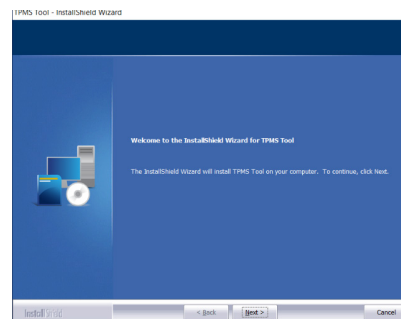 TPMS Tool - InstallShield Wizard
Welcome to the InstallShield Wizard for TPMS Tool
The InstallShield Wizard will install TPMS Tool on your computer. To continue, click Next.
InstallShield
< Back
Next >
Cancel